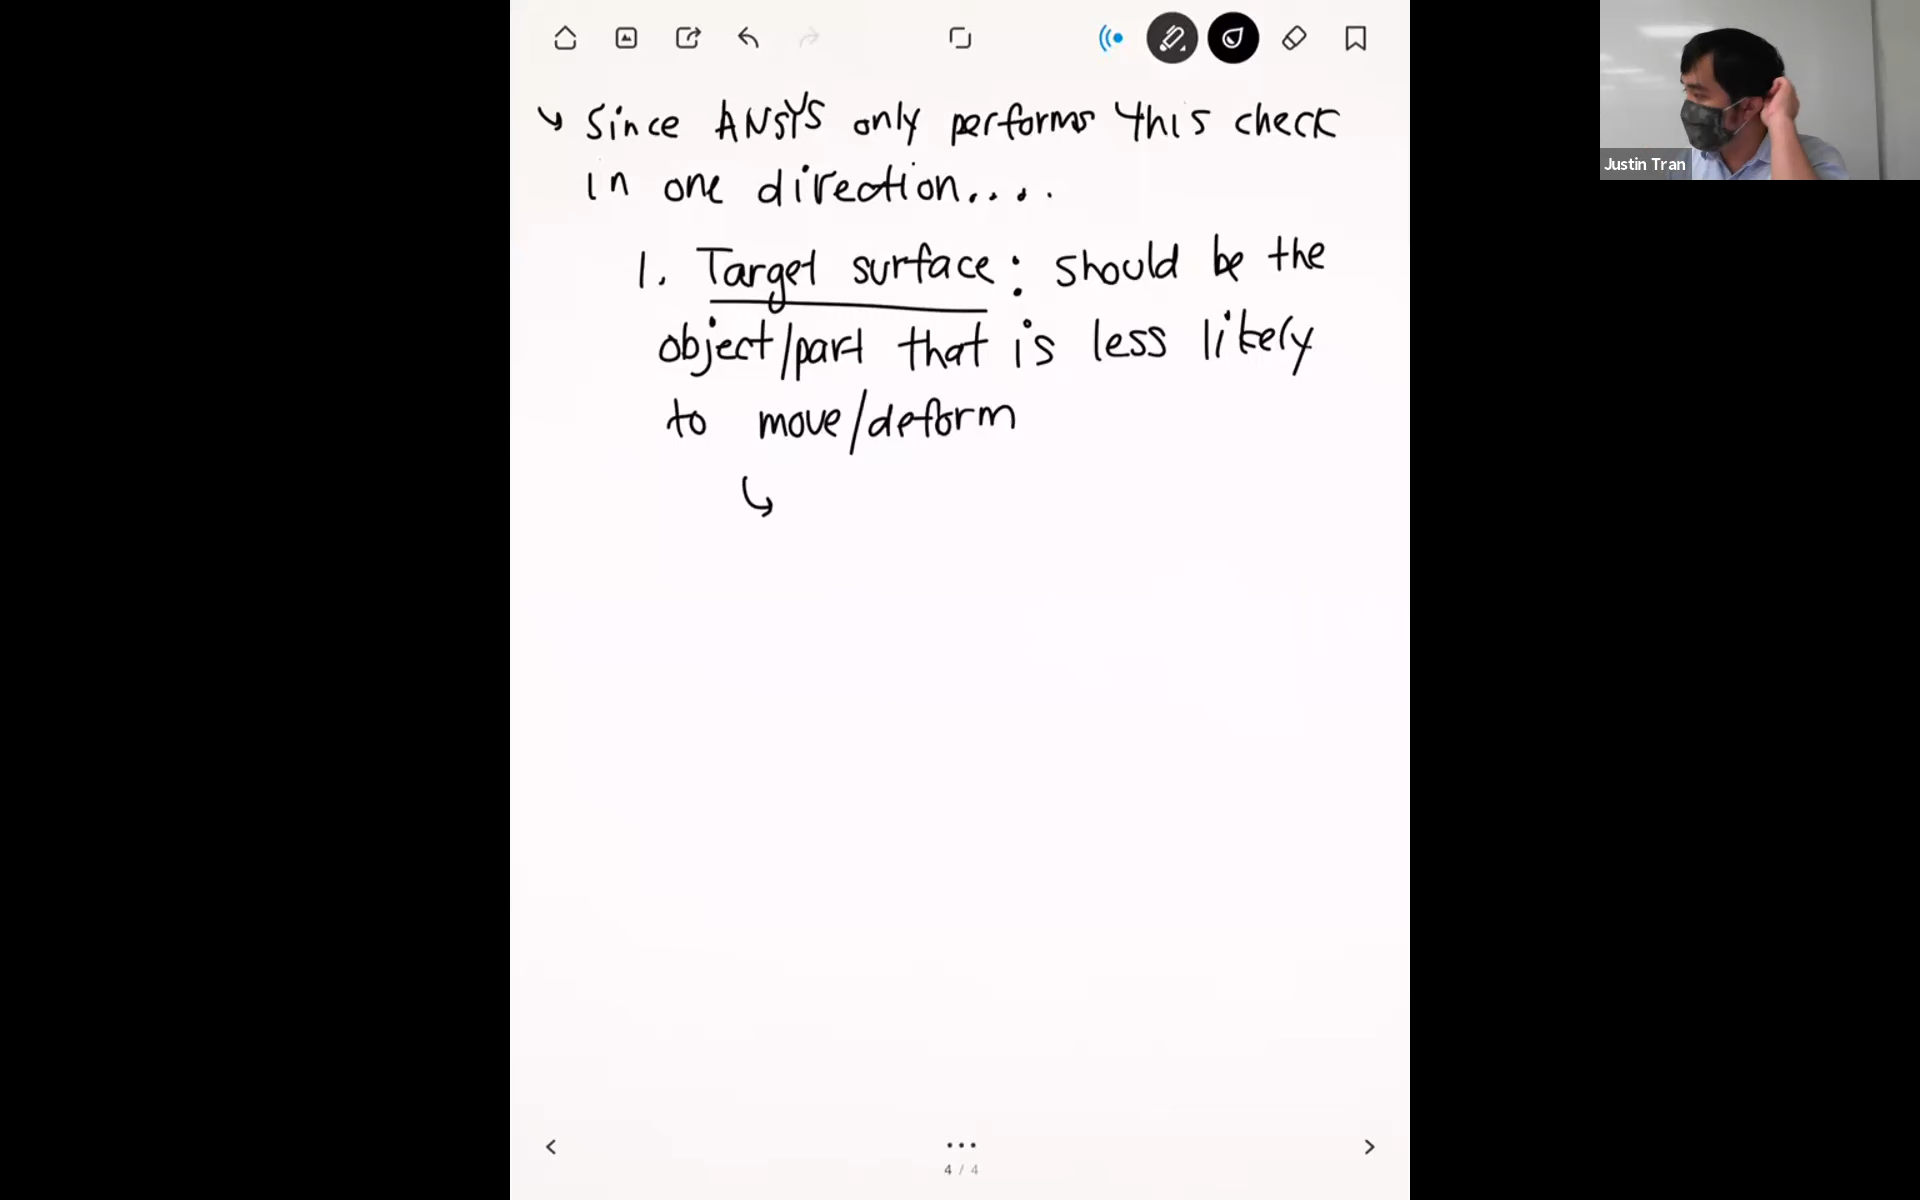 ↳ Since ANSYS only performs this check
in one direction....
1. Target surface: should be the
object/part that is less likely
to move/deform
↳
4 / 4
Justin Tran